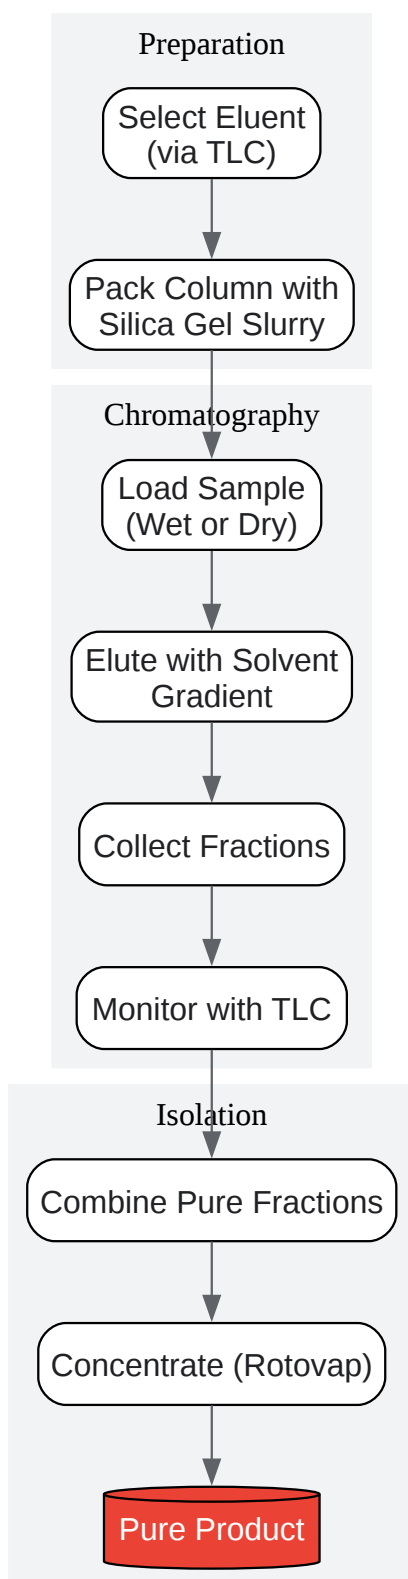 Preparation
Select Eluent
(via TLC)
Pack Column with
Silica Gel Slurry
Chromatography
Load Sample
(Wet or Dry)
Elute with Solvent
Gradient
Collect Fractions
Monitor with TLC
Isolation
Combine Pure Fractions
Concentrate (Rotovap)
Pure Product